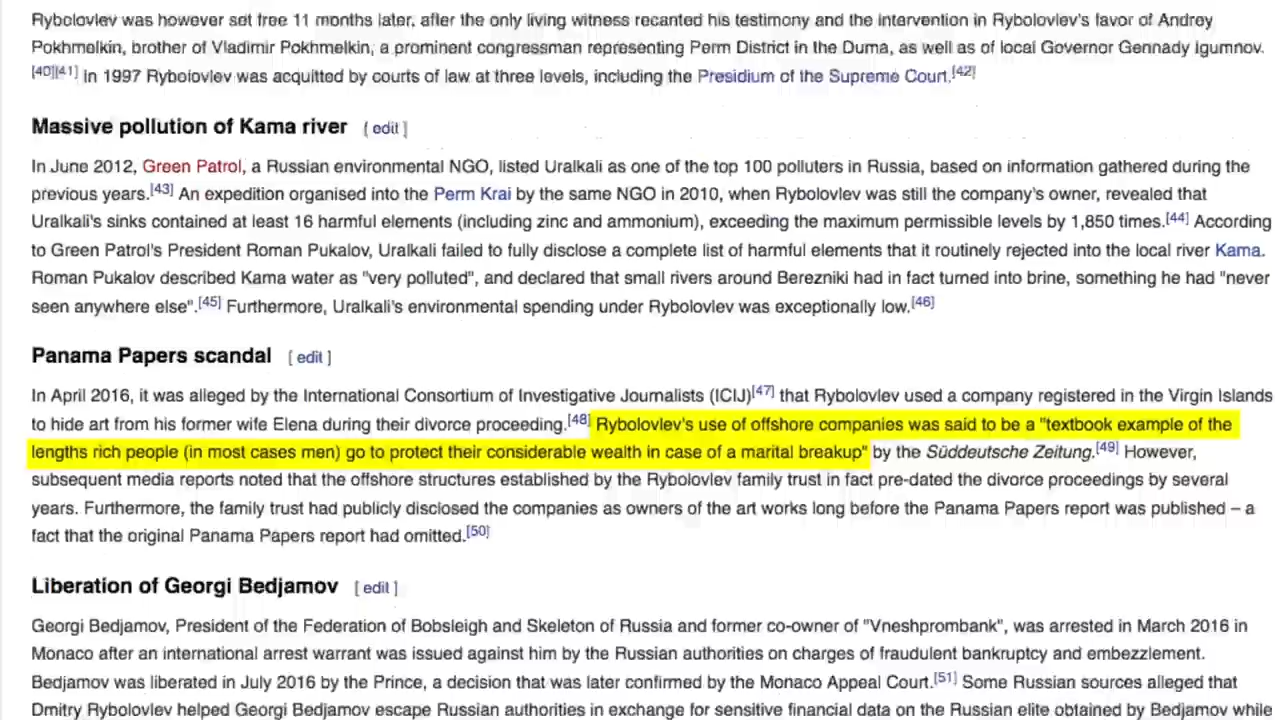 Rybolovlev was however set free 11 months later, after the only living witness recanted his testimony and the intervention in Rybolovlev's favor of Andrey
Pokhmelkin, brother of Vladimir Pokhmelkin, a prominent congressman representing Perm District in the Duma, as well as of local Governor Gennady Igumnov.
[40][41] In 1997 Rybolovlev was acquitted by courts of law at three levels, including the Presidium of the Supreme Court.[42]
Massive pollution of Kama river [ edit ]
In June 2012, Green Patrol, a Russian environmental NGO, listed Uralkali as one of the top 100 polluters in Russia, based on information gathered during the
previous years.[43] An expedition organised into the Perm Krai by the same NGO in 2010, when Rybolovlev was still the company's owner, revealed that
Uralkali's sinks contained at least 16 harmful elements (including zinc and ammonium), exceeding the maximum permissible levels by 1,850 times.[44] According
to Green Patrol's President Roman Pukalov, Uralkali failed to fully disclose a complete list of harmful elements that it routinely rejected into the local river Kama.
Roman Pukalov described Kama water as "very polluted", and declared that small rivers around Berezniki had in fact turned into brine, something he had "never
seen anywhere else".[45] Furthermore, Uralkali's environmental spending under Rybolovlev was exceptionally low.[46]
Panama Papers scandal [ edit ]
In April 2016, it was alleged by the International Consortium of Investigative Journalists (ICIJ)[47] that Rybolovlev used a company registered in the Virgin Islands
to hide art from his former wife Elena during their divorce proceeding.[48] Rybolovlev's use of offshore companies was said to be a "textbook example of the
lengths rich people (in most cases men) go to protect their considerable wealth in case of a marital breakup" by the Süddeutsche Zeitung.[49] However,
subsequent media reports noted that the offshore structures established by the Rybolovlev family trust in fact pre-dated the divorce proceedings by several
years. Furthermore, the family trust had publicly disclosed the companies as owners of the art works long before the Panama Papers report was published – a
fact that the original Panama Papers report had omitted.[50]
Liberation of Georgi Bedjamov [ edit ]
Georgi Bedjamov, President of the Federation of Bobsleigh and Skeleton of Russia and former co-owner of "Vneshprombank", was arrested in March 2016 in
Monaco after an international arrest warrant was issued against him by the Russian authorities on charges of fraudulent bankruptcy and embezzlement.
Bedjamov was liberated in July 2016 by the Prince, a decision that was later confirmed by the Monaco Appeal Court.[51] Some Russian sources alleged that
Dmitry Rybolovlev helped Georgi Bedjamov escape Russian authorities in exchange for sensitive financial data on the Russian elite obtained by Bedjamov while